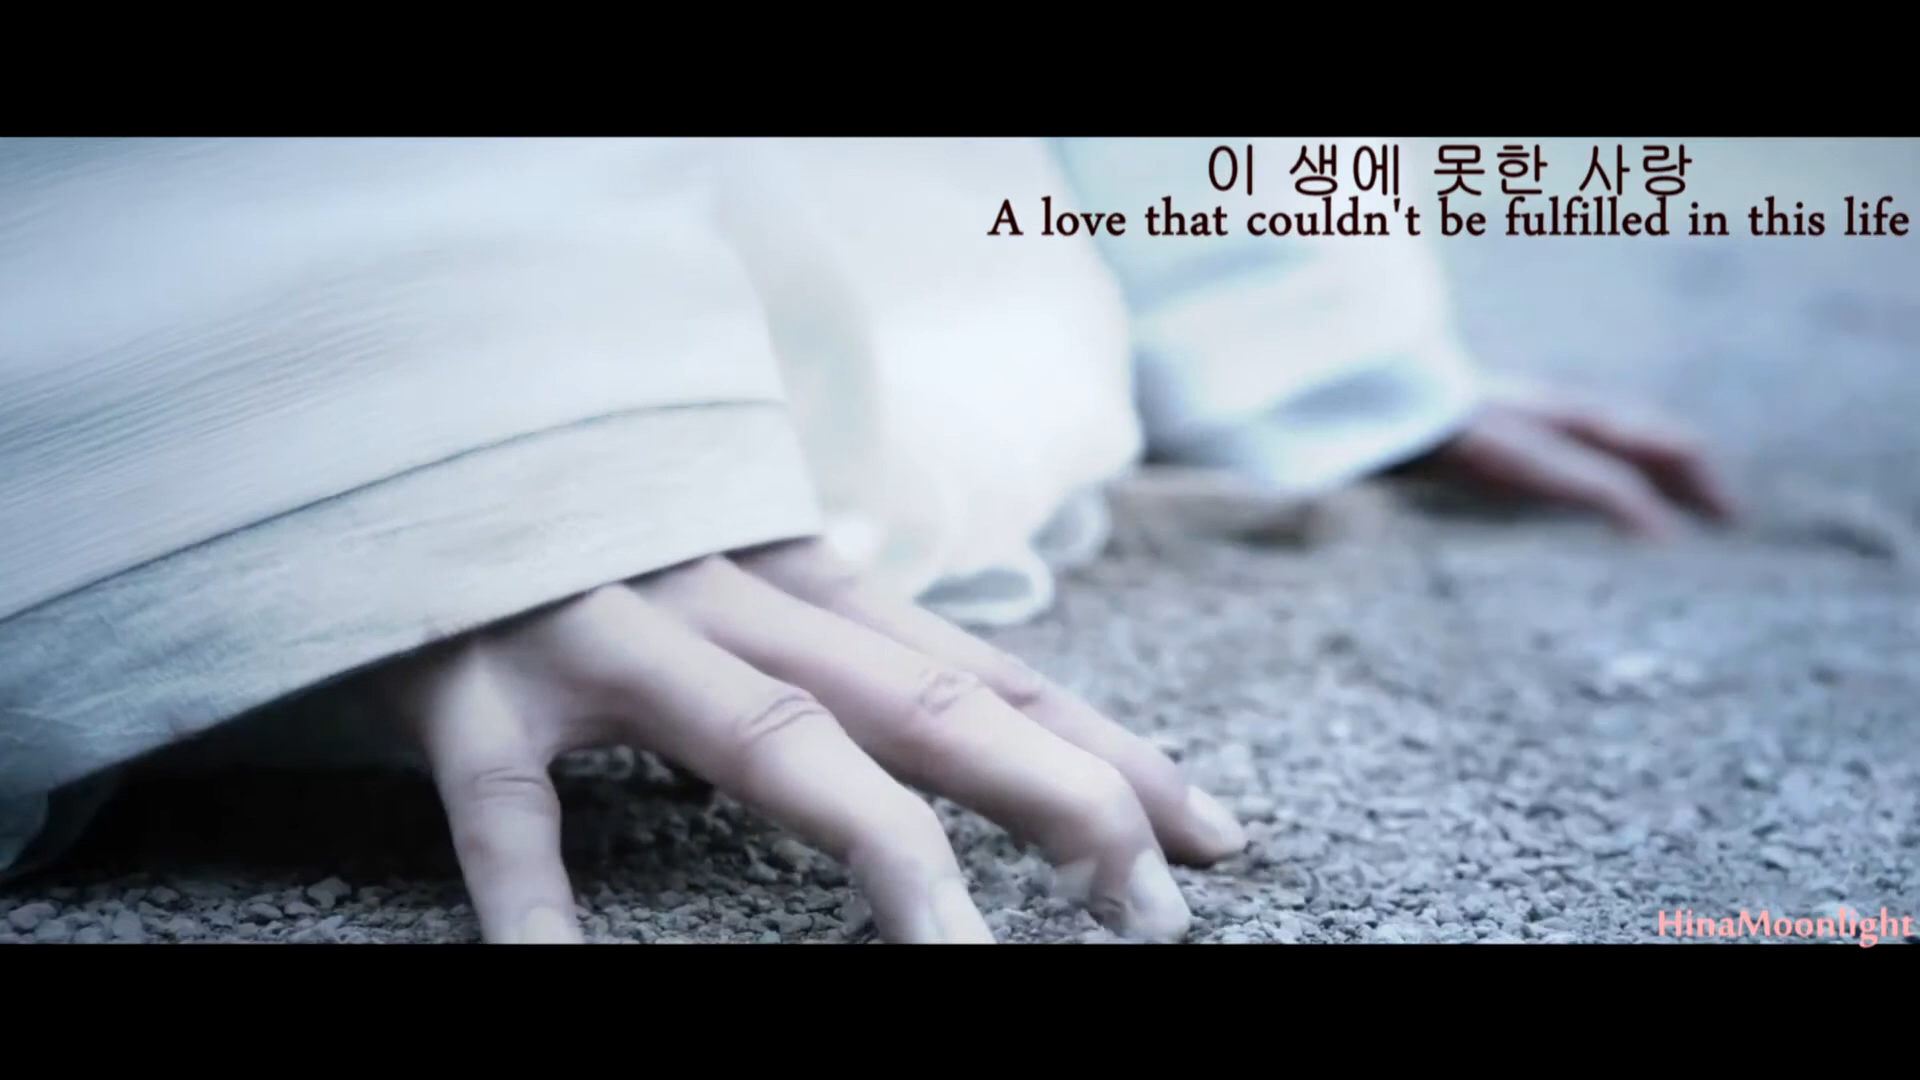 이 생에 못한 사랑
A love that couldn't be fulfilled in this life
HinaMoonlight